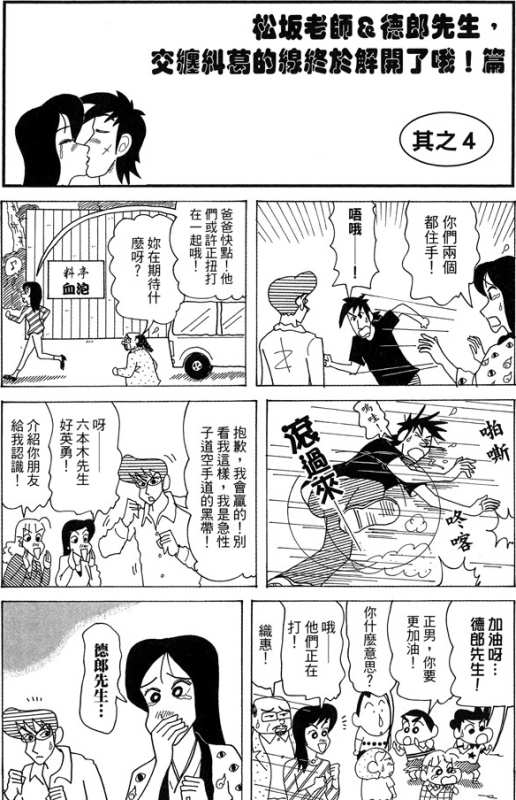 松坂老師&德郎先生，
交纏糾葛的線終於解開了哦！篇
其之4
你們兩個
都住手！
唔哦
！
爸爸快點！他
們或許正扭打
在一起哦！
妳在期待什
麼呀？
料亭
血泡
啪嘶
咚喀
滾過來
抱歉，我會贏的！別
看我這樣，我是急性
子道空手道的黑帶！
呀──
六本木先生
好英勇！
介紹你朋友
給我認識！
加油呀…
德郎先生！
正男，你要
更加油！
你什麼意思？
哦──
他們正在
打！
織惠！
德郎先生…